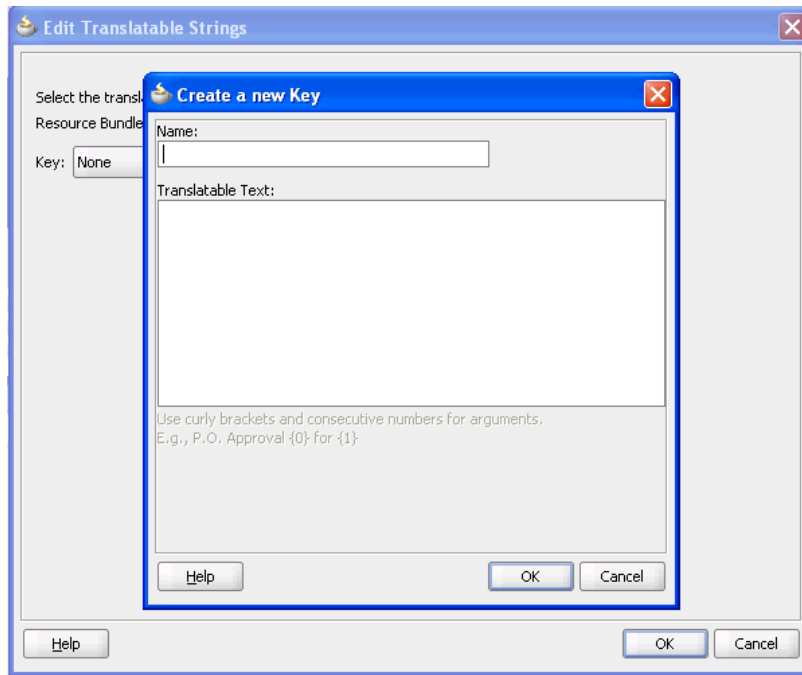 Edit Translatable Strings
Select the transl
Resource Bundle
Key: None
Create a new Key
Name:
Translatable Text:
Use curly brackets and consecutive numbers for arguments.
E.g., P.O. Approval {0} for {1}
Help OK Cancel
Help OK Cancel